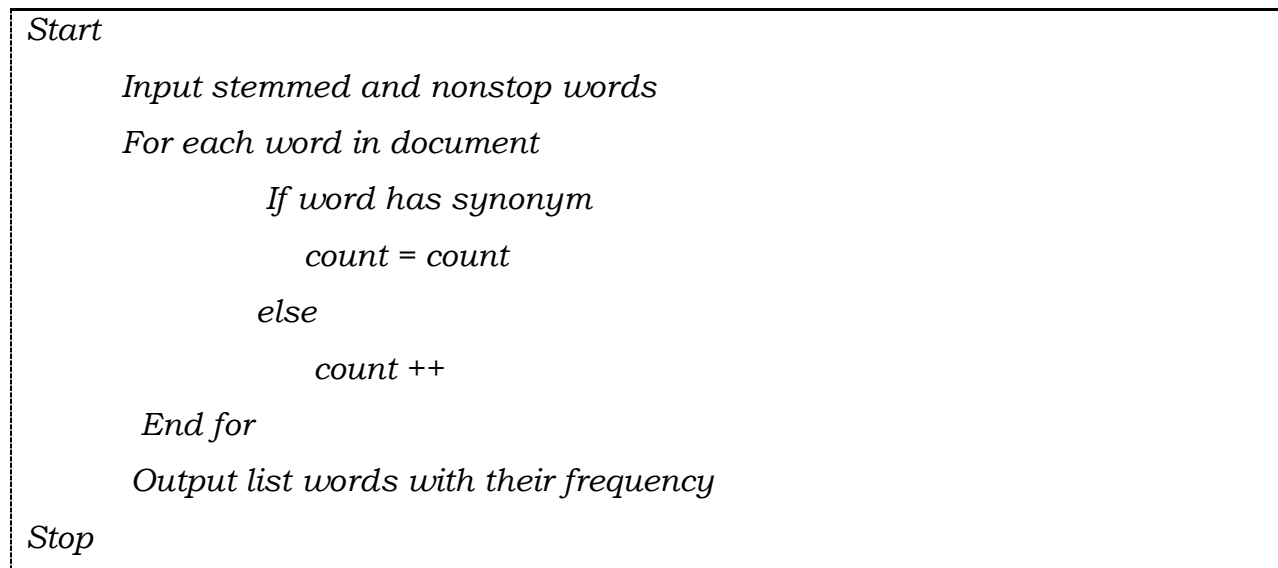 Start
Input stemmed and nonstop words
For each word in document
If word has synonym
count = count
else
count ++
End for
Output list words with their frequency
Stop